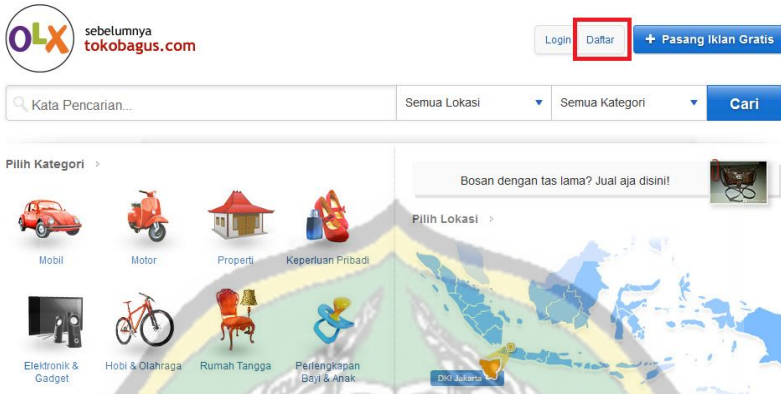 OLX
sebelumnya
tokobagus.com
Login
Daftar
+ Pasang Iklan Gratis
Kata Pencarian...
Semua Lokasi
Semua Kategori
Cari
Pilih Kategori >
Bosan dengan tas lama? Jual aja disini!
Pilih Lokasi >
Mobil
Motor
Properti
Keperluan Pribadi
Elektronik &
Gadget
Hobi & Olahraga
Rumah Tangga
Perlengkapan
Bayi & Anak
DKI Jakarta